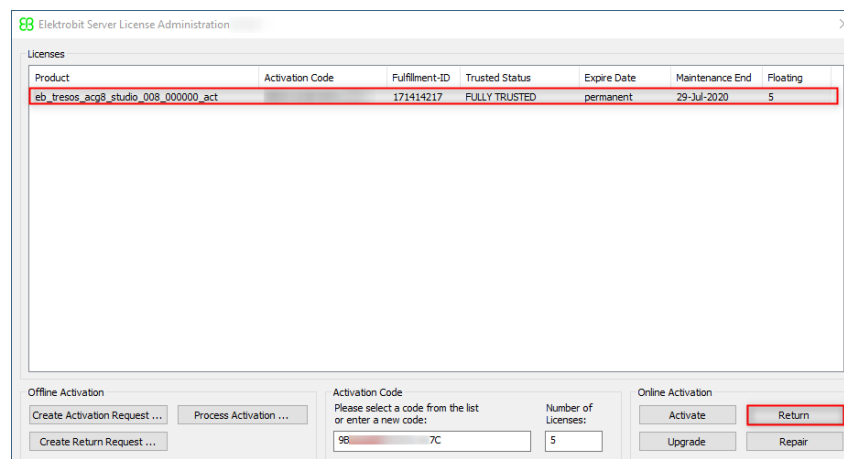 Elektrobit Server License Administration
Licenses
Product Activation Code Fulfillment-ID Trusted Status Expire Date Maintenance End Floating
eb_tresos_acg8_studio_008_000000_act 171414217 FULLY TRUSTED permanent 29-Jul-2020 5
Offline Activation
Create Activation Request ... Process Activation ...
Create Return Request ...
Activation Code
Please select a code from the list
or enter a new code:
Number of
Licenses:
9B 7C 5
Online Activation
Activate Return
Upgrade Repair